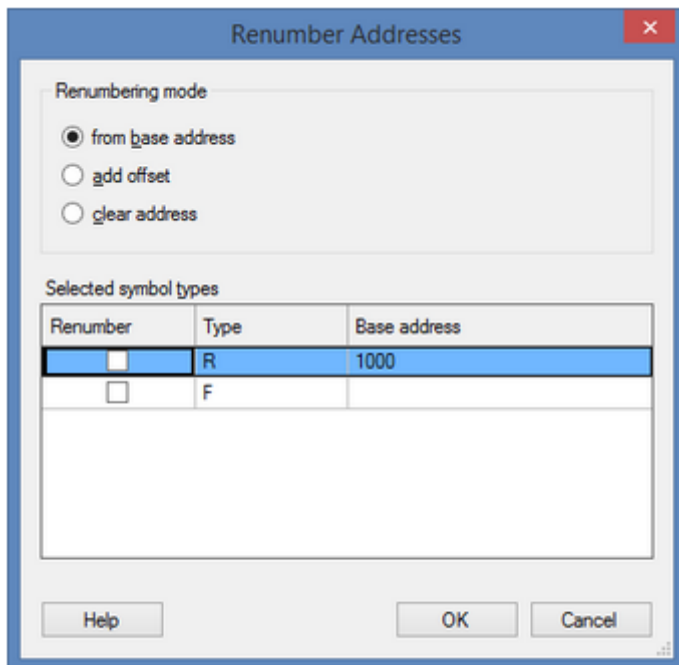 Renumber Addresses
Renumbering mode
from base address
add offset
clear address
Selected symbol types
Renumber Type Base address
R 1000
F
Help OK Cancel